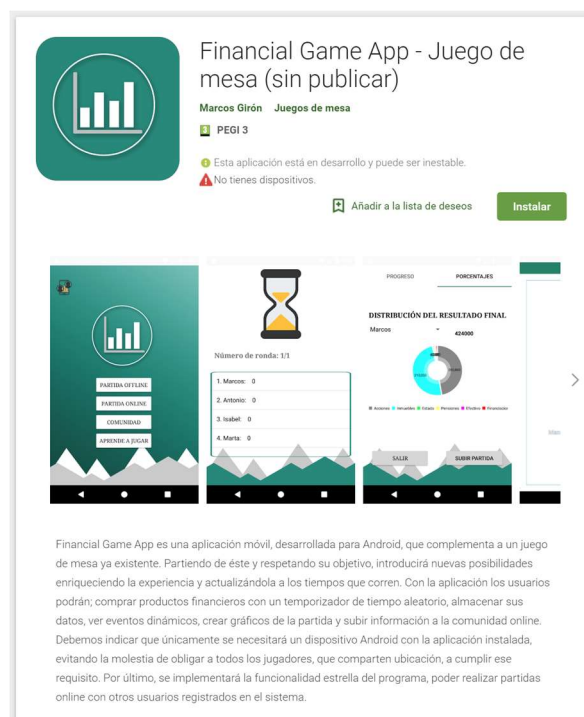 Financial Game App - Juego de
mesa (sin publicar)
Marcos Girón Juegos de mesa
3 PEGI 3
Esta aplicación está en desarrollo y puede ser inestable.
No tienes dispositivos.
Añadir a la lista de deseos Instalar
PARTIDA OFFLINE
PARTIDA ONLINE
COMUNIDAD
APRENDE A JUGAR
Número de ronda: 1/1
1. Marcos: 0
2. Antonio: 0
3. Isabel: 0
4. Marta: 0
PROGRESO PORCENTAJES
DISTRIBUCIÓN DEL RESULTADO FINAL
Marcos 424000
SALIR SUBIR PARTIDA
Financial Game App es una aplicación móvil, desarrollada para Android, que complementa a un juego
de mesa ya existente. Partiendo de éste y respetando su objetivo, introducirá nuevas posibilidades
enriqueciendo la experiencia y actualizándola a los tiempos que corren. Con la aplicación los usuarios
podrán; comprar productos financieros con un temporizador de tiempo aleatorio, almacenar sus
datos, ver eventos dinámicos, crear gráficos de la partida y subir información a la comunidad online.
Debemos indicar que únicamente se necesitará un dispositivo Android con la aplicación instalada,
evitando la molestia de obligar a todos los jugadores, que comparten ubicación, a cumplir ese
requisito. Por último, se implementará la funcionalidad estrella del programa, poder realizar partidas
online con otros usuarios registrados en el sistema.